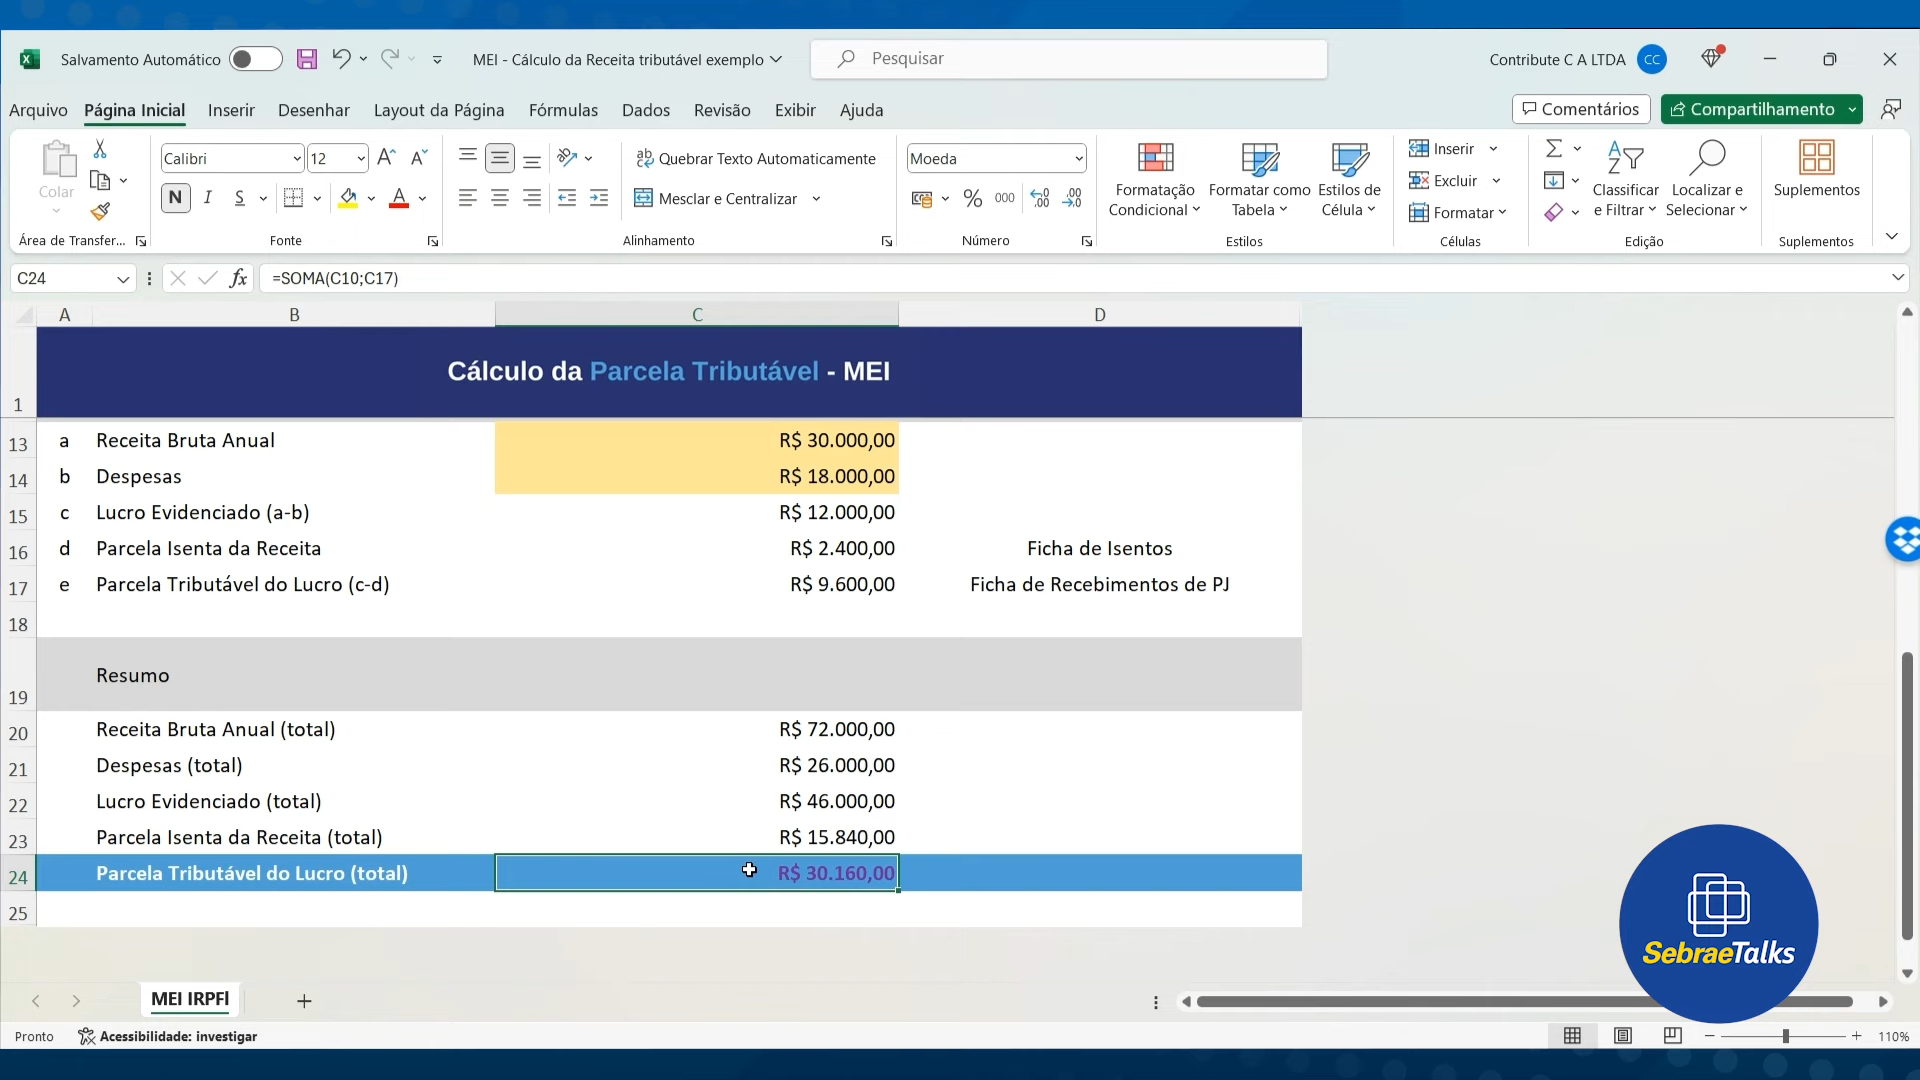 Salvamento Automático
MEI - Cálculo da Receita tributável exemplo
Pesquisar
Contribute C A LTDA
CC
Arquivo Página Inicial Inserir Desenhar Layout da Página Fórmulas Dados Revisão Exibir Ajuda
Comentários
Compartilhamento
Colar
Área de Transfer...
Calibri 12
N I S
Fonte
Quebrar Texto Automaticamente
Mesclar e Centralizar
Alinhamento
Moeda
% 000
Número
Formatação Condicional
Formatar como Tabela
Estilos de Célula
Estilos
Inserir
Excluir
Formatar
Células
Classificar e Filtrar
Localizar e Selecionar
Edição
Suplementos
Suplementos
C24 fx =SOMA(C10;C17)
A B C D
1 Cálculo da Parcela Tributável - MEI
13 a Receita Bruta Anual R$ 30.000,00
14 b Despesas R$ 18.000,00
15 c Lucro Evidenciado (a-b) R$ 12.000,00
16 d Parcela Isenta da Receita R$ 2.400,00 Ficha de Isentos
17 e Parcela Tributável do Lucro (c-d) R$ 9.600,00 Ficha de Recebimentos de PJ
18
19 Resumo
20 Receita Bruta Anual (total) R$ 72.000,00
21 Despesas (total) R$ 26.000,00
22 Lucro Evidenciado (total) R$ 46.000,00
23 Parcela Isenta da Receita (total) R$ 15.840,00
24 Parcela Tributável do Lucro (total) R$ 30.160,00
25
SebraeTalks
MEI IRPFl
Pronto
Acessibilidade: investigar
110%